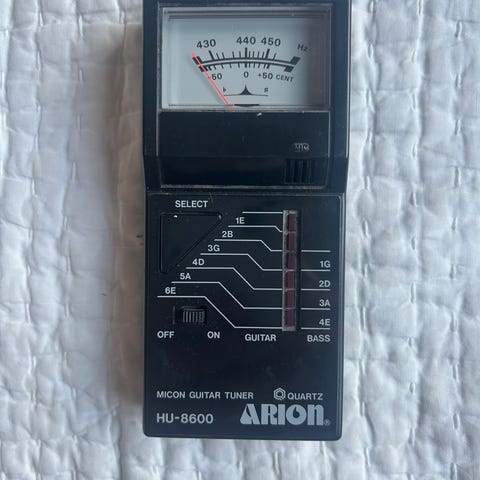 430 440 450 Hz
-50 0 +50 CENT
♭ ♯
MIC
SELECT
1E
2B
3G
4D
5A
6E
1G
2D
3A
4E
OFF ON GUITAR BASS
MICON GUITAR TUNER QUARTZ
HU-8600 ARION®